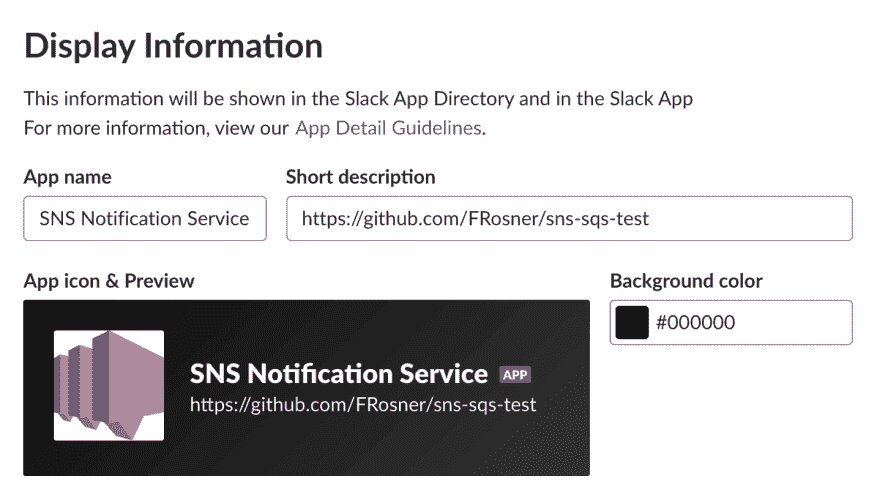 Display Information
This information will be shown in the Slack App Directory and in the Slack App
For more information, view our App Detail Guidelines.
App name
Short description
SNS Notification Service
https://github.com/FRosner/sns-sqs-test
App icon & Preview
Background color
#000000
SNS Notification Service APP
https://github.com/FRosner/sns-sqs-test